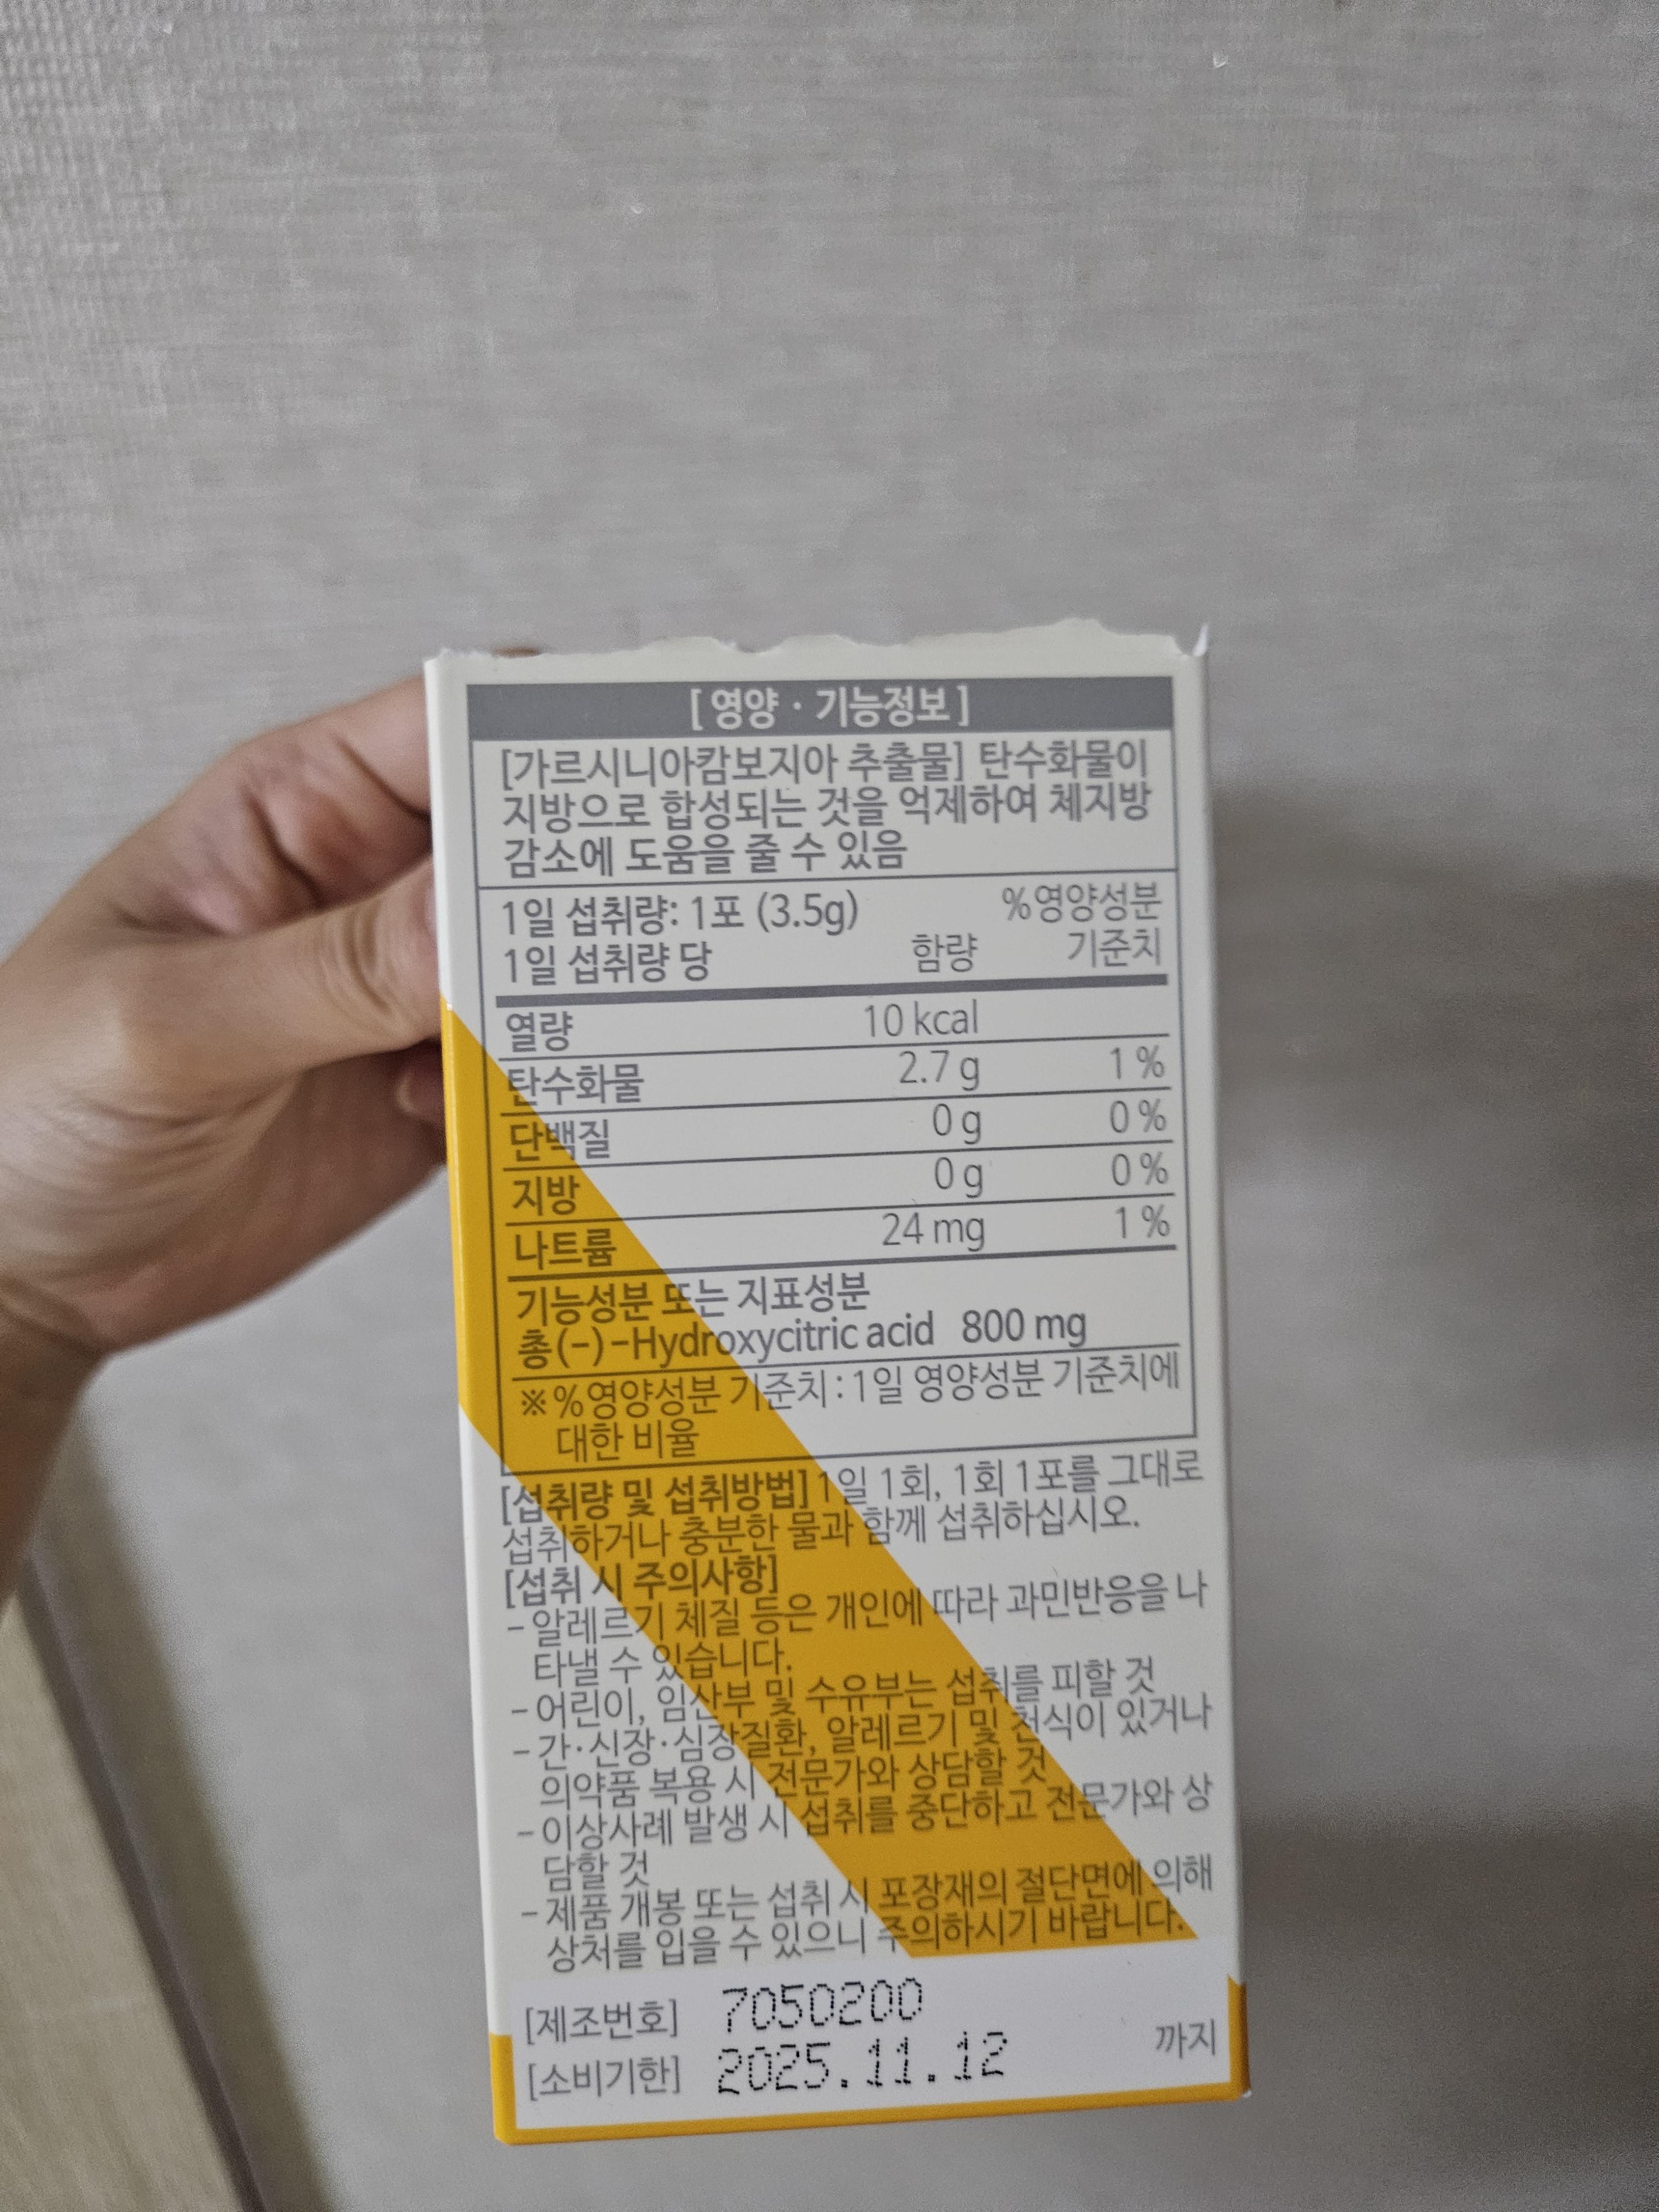 [영양·기능정보]
[가르시니아캄보지아 추출물] 탄수화물이
지방으로 합성되는 것을 억제하여 체지방
감소에 도움을 줄 수 있음
1일 섭취량: 1포 (3.5g) %영양성분
1일 섭취량 당 함량 기준치
열량 10 kcal
탄수화물 2.7 g 1 %
단백질 0 g 0 %
지방 0 g 0 %
나트륨 24 mg 1 %
기능성분 또는 지표성분
총(-)-Hydroxycitric acid 800 mg
※%영양성분 기준치:1일 영양성분 기준치에
대한 비율
[섭취량 및 섭취방법] 1일 1회, 1회 1포를 그대로
섭취하거나 충분한 물과 함께 섭취하십시오.
[섭취 시 주의사항]
-알레르기 체질 등은 개인에 따라 과민반응을 나
타낼 수 있습니다.
-어린이, 임산부 및 수유부는 섭취를 피할 것
-간·신장·심장질환, 알레르기 및 천식이 있거나
의약품 복용 시 전문가와 상담할 것
-이상사례 발생 시 섭취를 중단하고 전문가와 상
담할 것
-제품 개봉 또는 섭취 시 포장재의 절단면에 의해
상처를 입을 수 있으니 주의하시기 바랍니다.
[제조번호] 7050200
[소비기한] 2025.11.12 까지